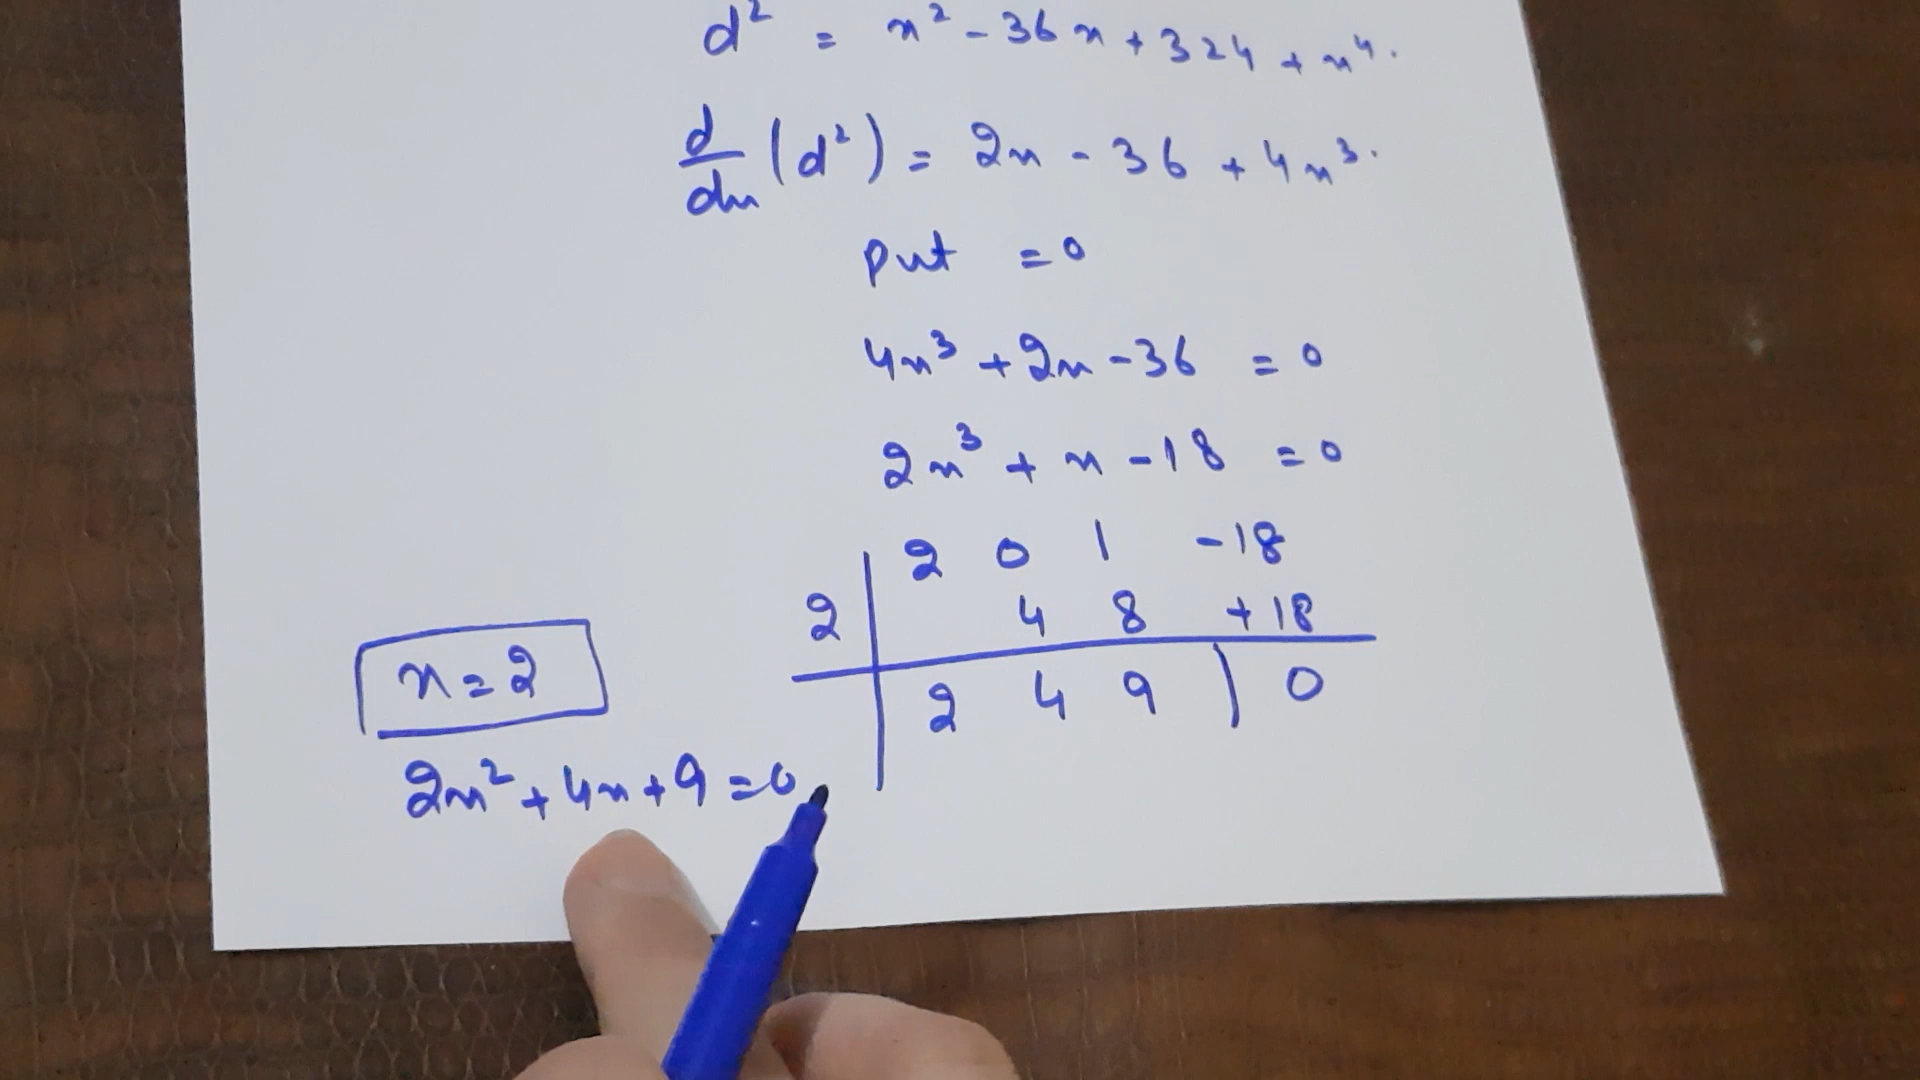 d² = x² - 36x + 324 + x⁴.
d/dx (d²) = 2x - 36 + 4x³.
put = 0
4x³ + 2x - 36 = 0
2x³ + x - 18 = 0
2 0 1 -18
2 4 8 +18
2 4 9 ) 0
x = 2
2x² + 4x + 9 = 0